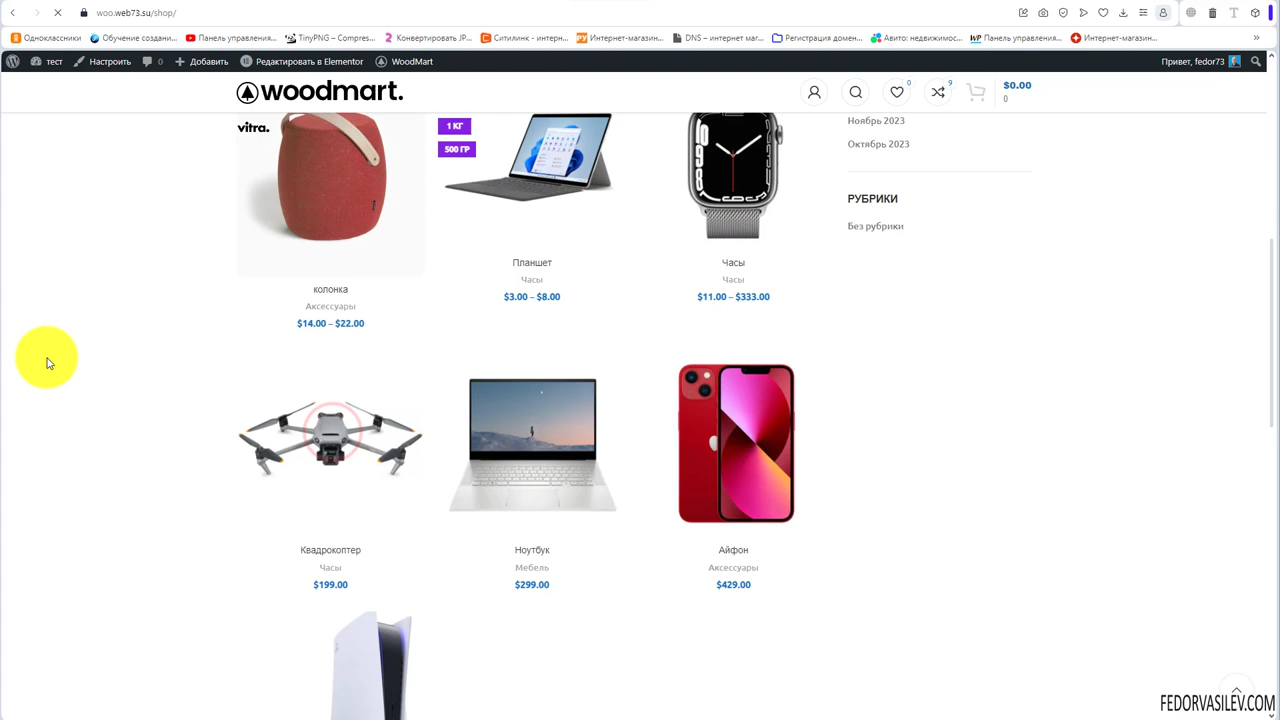 woo.web73.su/shop/
Одноклассники
Обучение создани...
Панель управления...
TinyPNG – Compres...
Конвертировать JP...
Ситилинк - интерн...
Интернет-магазин...
DNS – интернет маг...
Регистрация домен...
Авито: недвижимос...
Панель управления...
Интернет-магазин...
тест
Настроить
0
Добавить
Редактировать в Elementor
WoodMart
Привет, fedor73
woodmart.
0
9
$0.00
0
vitra.
1 КГ
500 ГР
Ноябрь 2023
Октябрь 2023
РУБРИКИ
Без рубрики
колонка
Аксессуары
$14.00 – $22.00
Планшет
Часы
$3.00 – $8.00
Часы
Часы
$11.00 – $333.00
Квадрокоптер
Часы
$199.00
Ноутбук
Мебель
$299.00
Айфон
Аксессуары
$429.00
FEDORVASILEV.COM